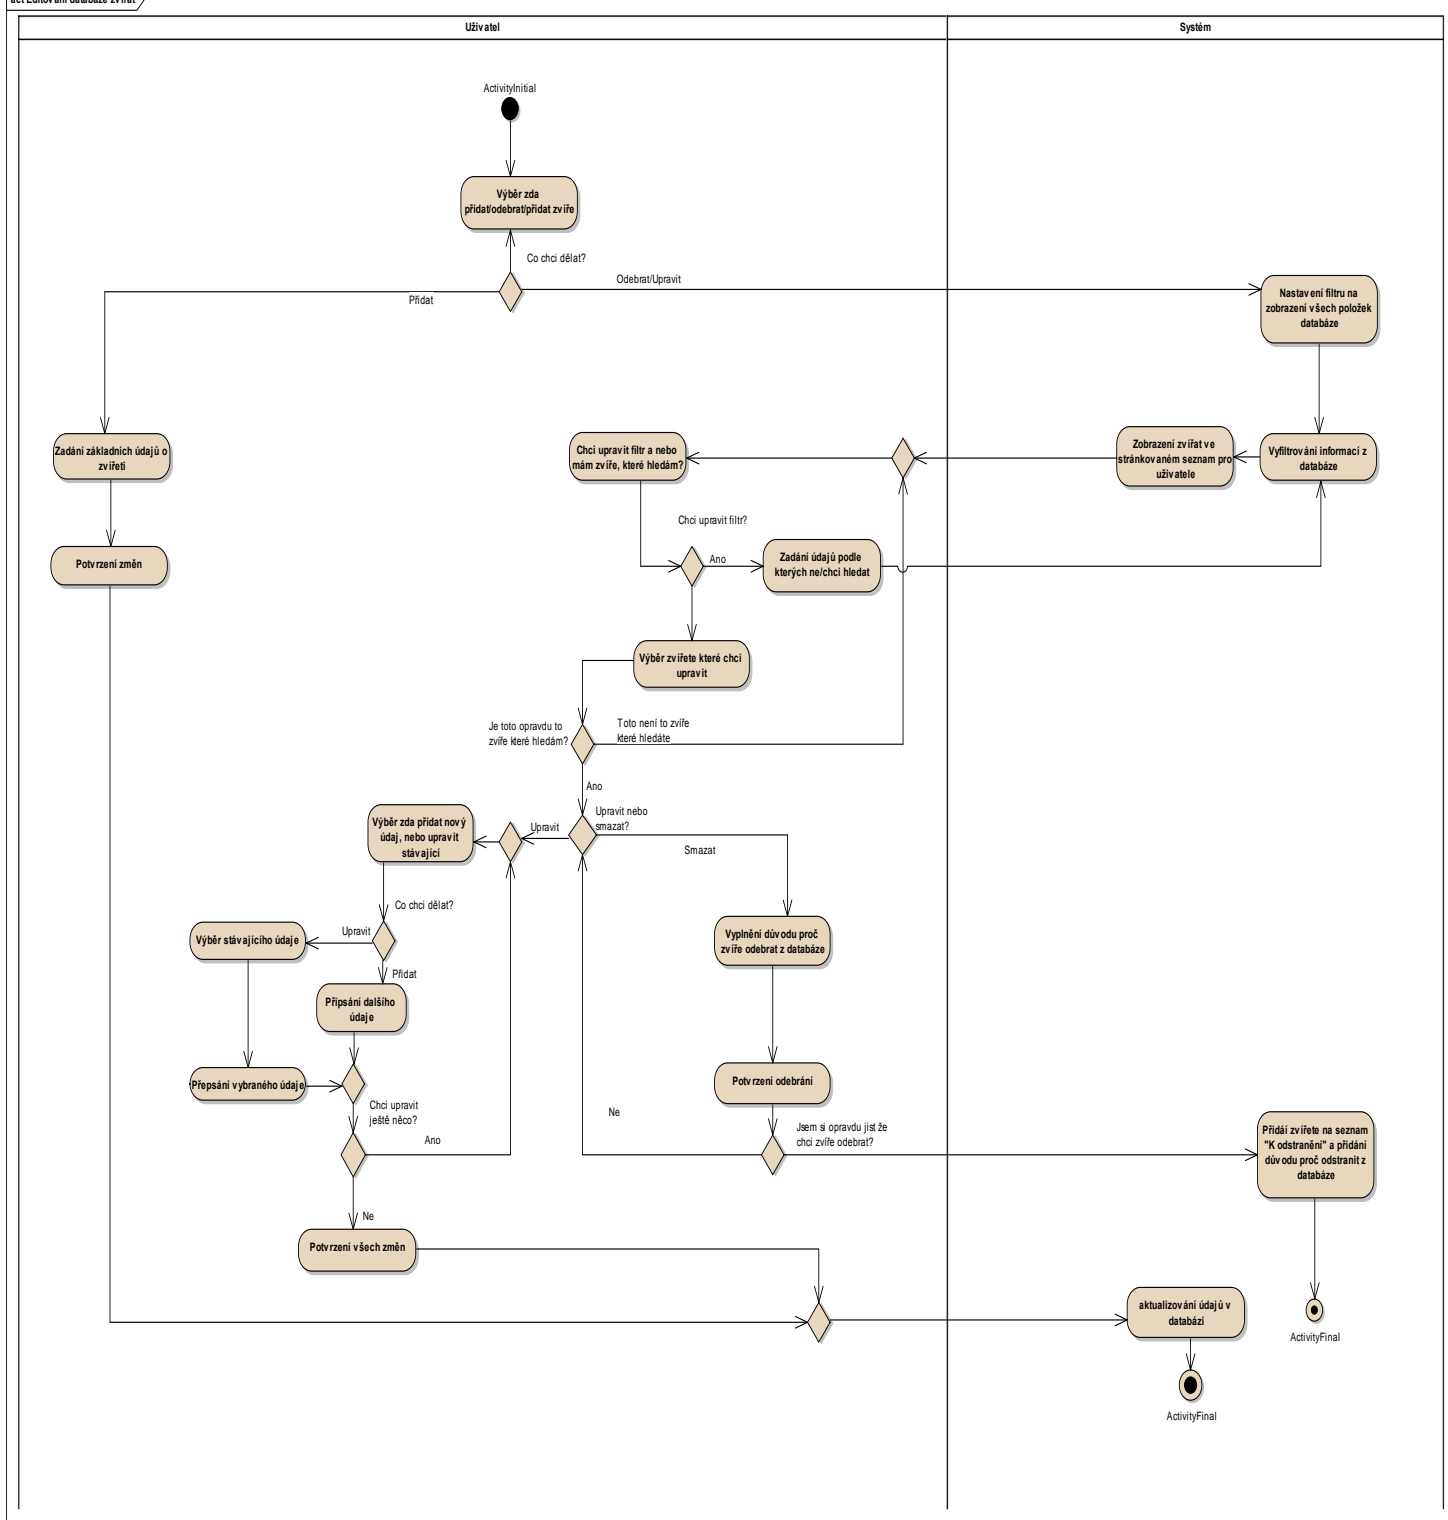 act Editování databáze zvířat
Uživatel
Systém
ActivityInitial
Výběr zda
přidat/odebrat/přidat zvíře
Co chci dělat?
Odebrat/Upravit
Přidat
Nastavení filtru na
zobrazení všech položek
databáze
Zadání základních údajů o
zvířeti
Chci upravit filtr a nebo
mám zvíře, které hledám?
Zobrazení zvířat ve
stránkovaném seznam pro
uživatele
Vyfiltrování informací z
databáze
Chci upravit filtr?
Ano
Zadání údajů podle
kterých ne/chci hledat
Potvrzení změn
Výběr zvířete které chci
upravit
Je toto opravdu to
zvíře které hledám?
Toto není to zvíře
které hledáte
Ano
Výběr zda přidat nový
údaj, nebo upravit
stávající
Upravit
Upravit nebo
smazat?
Smazat
Co chci dělat?
Výběr stávajícího údaje
Upravit
Vyplnění důvodu proč
zvíře odebrat z databáze
Přidat
Připsání dalšího
údaje
Přepsání vybraného údaje
Potvrzení odebrání
Chci upravit
ještě něco?
Ano
Ne
Jsem si opravdu jist že
chci zvíře odebrat?
Přidáí zvířete na seznam
"K odstranění" a přidání
důvodu proč odstranit z
databáze
Ne
Potvrzení všech změn
aktualizování údajů v
databázi
ActivityFinal
ActivityFinal